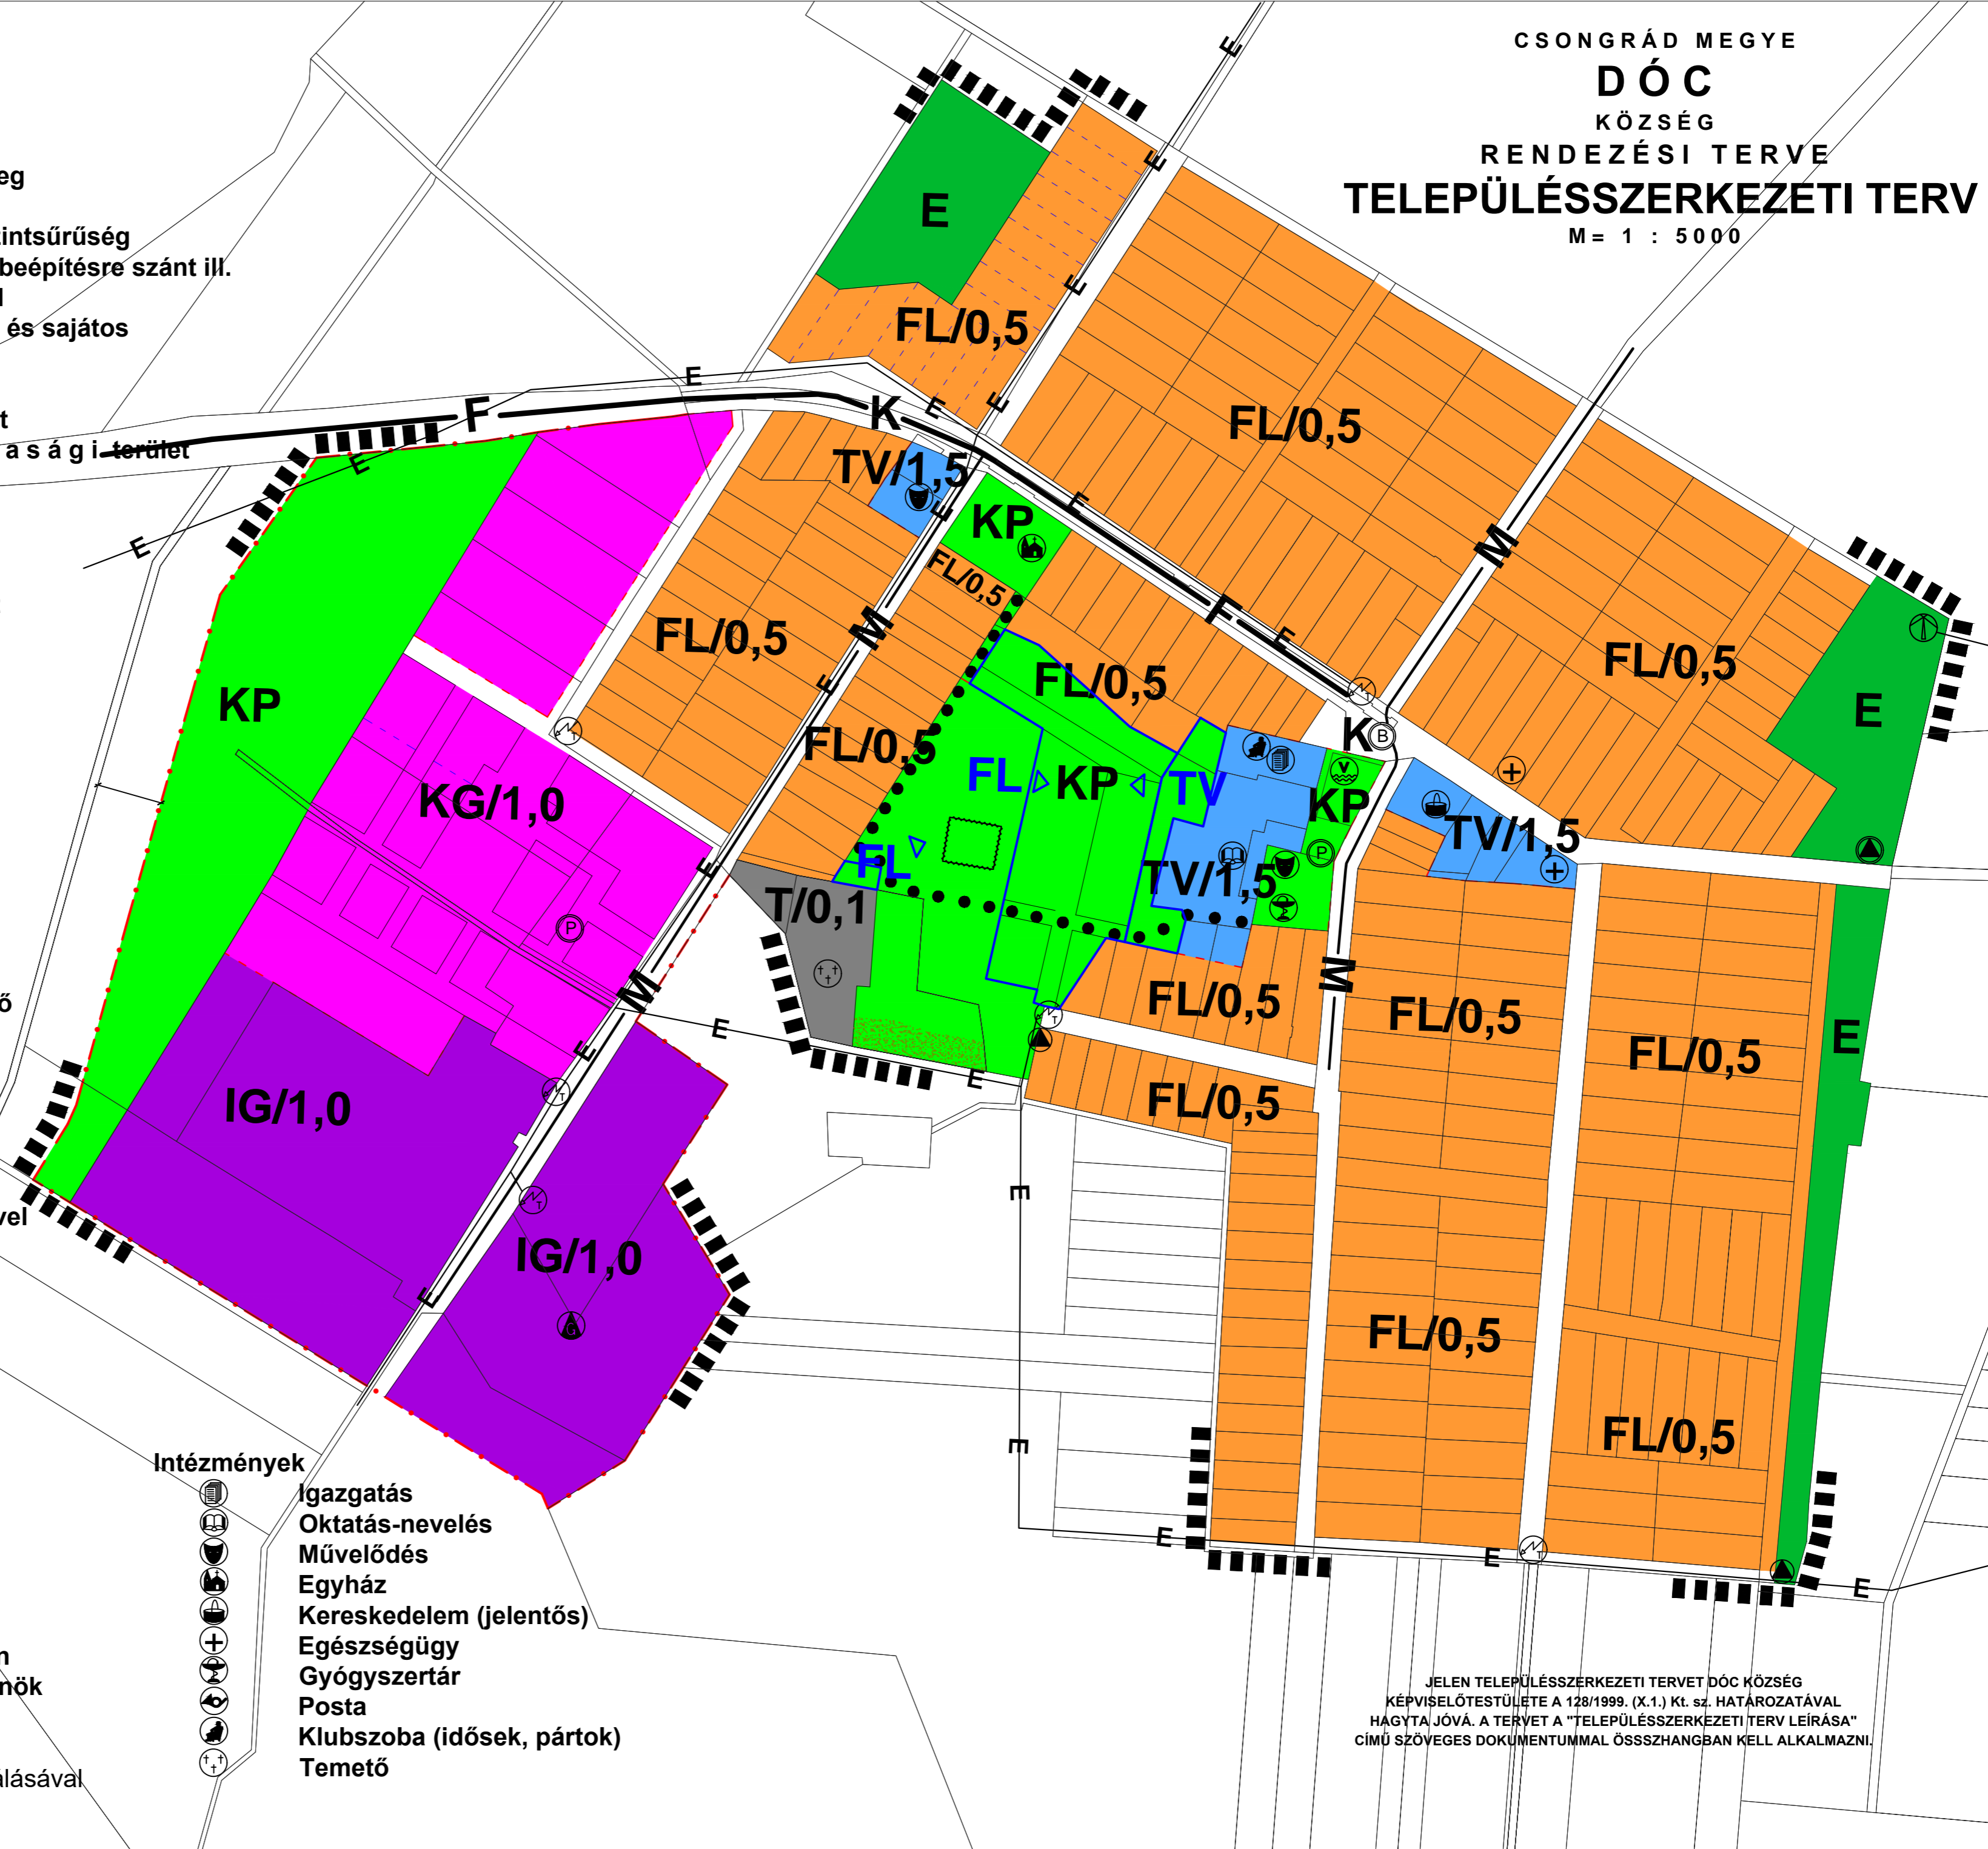 CSONGRÁD MEGYE
DÓC
KÖZSÉG
RENDEZÉSI TERVE
TELEPÜLÉSSZERKEZETI TERV
M= 1 : 5000
eg
zintsűrűség
beépítésre szánt ill.
l
és sajátos
t
a s á g i terület
E
E
E
E
FL/0,5
E
E
FL/0,5
F
K
E
E
E
TV/1,5
E
E
KP
E
M
FL/0,5
FL/0,5
M
F
E
FL/0,5
FL/0,5
KP
E
FL/0,5
E
FL/0,5
K
B
FL
KP
TV
KP
KG/1,0
TV/1,5
P
FL
E
TV/1,5
T/0,1
P
M
M
FL/0,5
FL/0,5
E
E
FL/0,5
ő
E
E
IG/1,0
FL/0,5
E
vel
IG/1,0
E
G
FL/0,5
FL/0,5
E
E
E
E
Intézmények
Igazgatás
Oktatás-nevelés
Művelődés
Egyház
Kereskedelem (jelentős)
Egészségügy
Gyógyszertár
Posta
Klubszoba (idősek, pártok)
Temető
n
nök
álásával
JELEN TELEPÜLÉSSZERKEZETI TERVET DÓC KÖZSÉG
KÉPVISELŐTESTÜLETE A 128/1999. (X.1.) Kt. sz. HATÁROZATÁVAL
HAGYTA JÓVÁ. A TERVET A "TELEPÜLÉSSZERKEZETI TERV LEÍRÁSA"
CÍMŰ SZÖVEGES DOKUMENTUMMAL ÖSSSZHANGBAN KELL ALKALMAZNI.